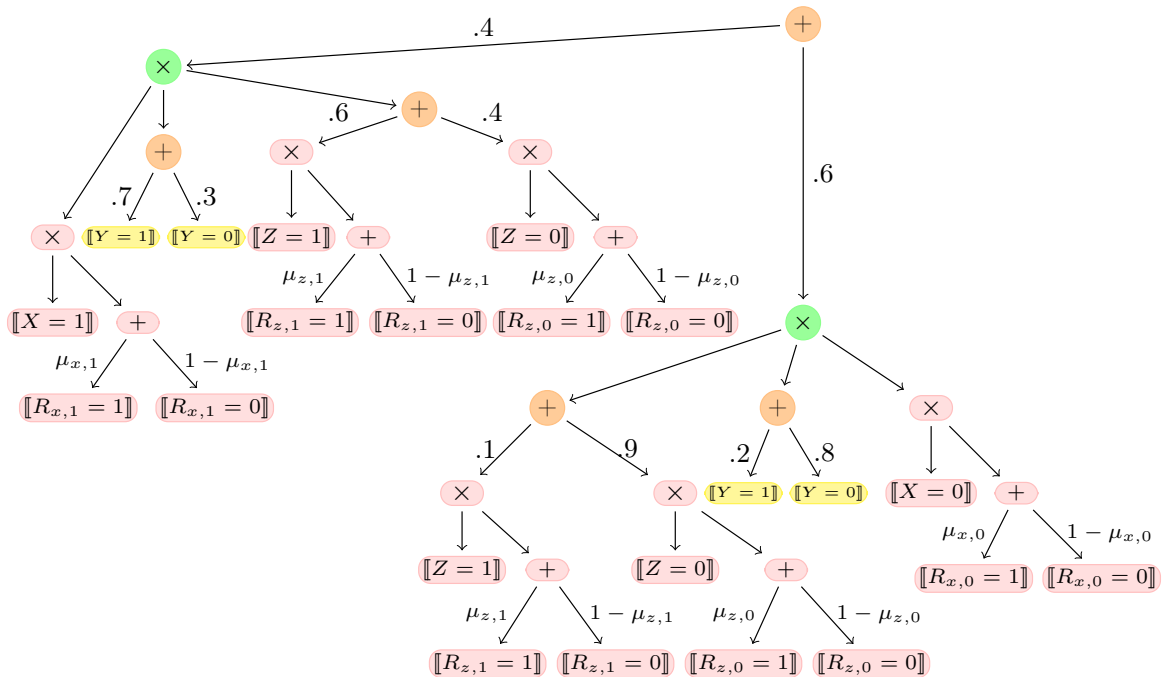 +
.4
×
+
.6
.4
+
×
×
.6
.7
.3
×
⟦Y = 1⟧
⟦Y = 0⟧
⟦Z = 1⟧
+
⟦Z = 0⟧
+
μ_{z,1}
1 − μ_{z,1}
μ_{z,0}
1 − μ_{z,0}
⟦X = 1⟧
+
⟦R_{z,1} = 1⟧
⟦R_{z,1} = 0⟧
⟦R_{z,0} = 1⟧
⟦R_{z,0} = 0⟧
×
μ_{x,1}
1 − μ_{x,1}
⟦R_{x,1} = 1⟧
⟦R_{x,1} = 0⟧
+
+
×
.1
.9
.2
.8
×
×
⟦Y = 1⟧
⟦Y = 0⟧
⟦X = 0⟧
+
μ_{x,0}
1 − μ_{x,0}
⟦Z = 1⟧
+
⟦Z = 0⟧
+
⟦R_{x,0} = 1⟧
⟦R_{x,0} = 0⟧
μ_{z,1}
1 − μ_{z,1}
μ_{z,0}
1 − μ_{z,0}
⟦R_{z,1} = 1⟧
⟦R_{z,1} = 0⟧
⟦R_{z,0} = 1⟧
⟦R_{z,0} = 0⟧